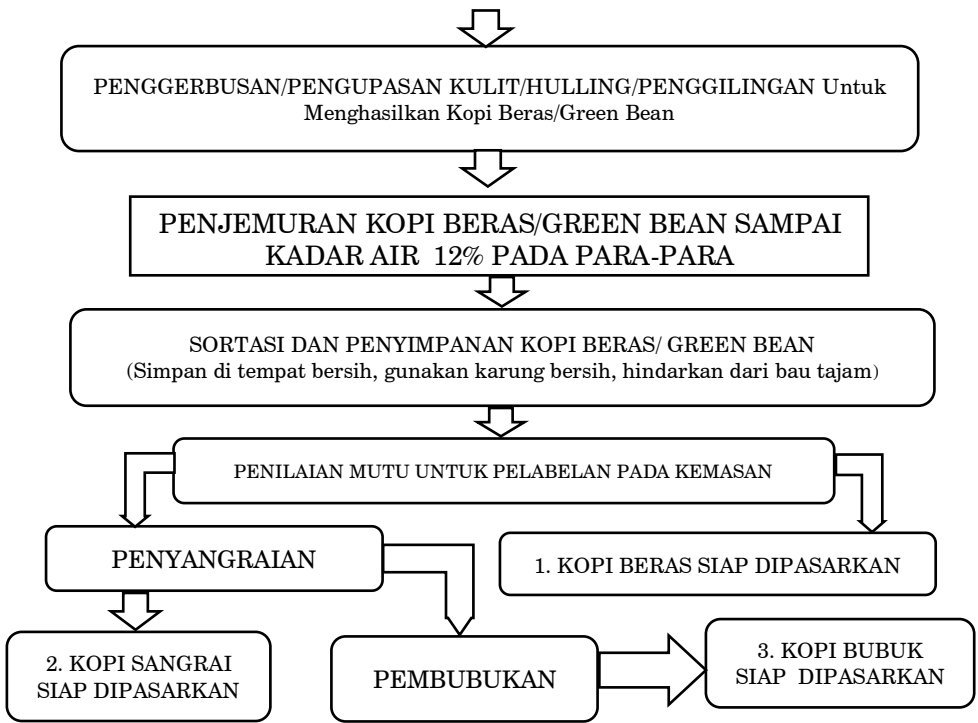 PENGGERBUSAN/PENGUPASAN KULIT/HULLING/PENGGILINGAN Untuk
Menghasilkan Kopi Beras/Green Bean
PENJEMURAN KOPI BERAS/GREEN BEAN SAMPAI
KADAR AIR 12% PADA PARA-PARA
SORTASI DAN PENYIMPANAN KOPI BERAS/ GREEN BEAN
(Simpan di tempat bersih, gunakan karung bersih, hindarkan dari bau tajam)
PENILAIAN MUTU UNTUK PELABELAN PADA KEMASAN
PENYANGRAIAN
1. KOPI BERAS SIAP DIPASARKAN
2. KOPI SANGRAI
SIAP DIPASARKAN
PEMBUBUKAN
3. KOPI BUBUK
SIAP DIPASARKAN